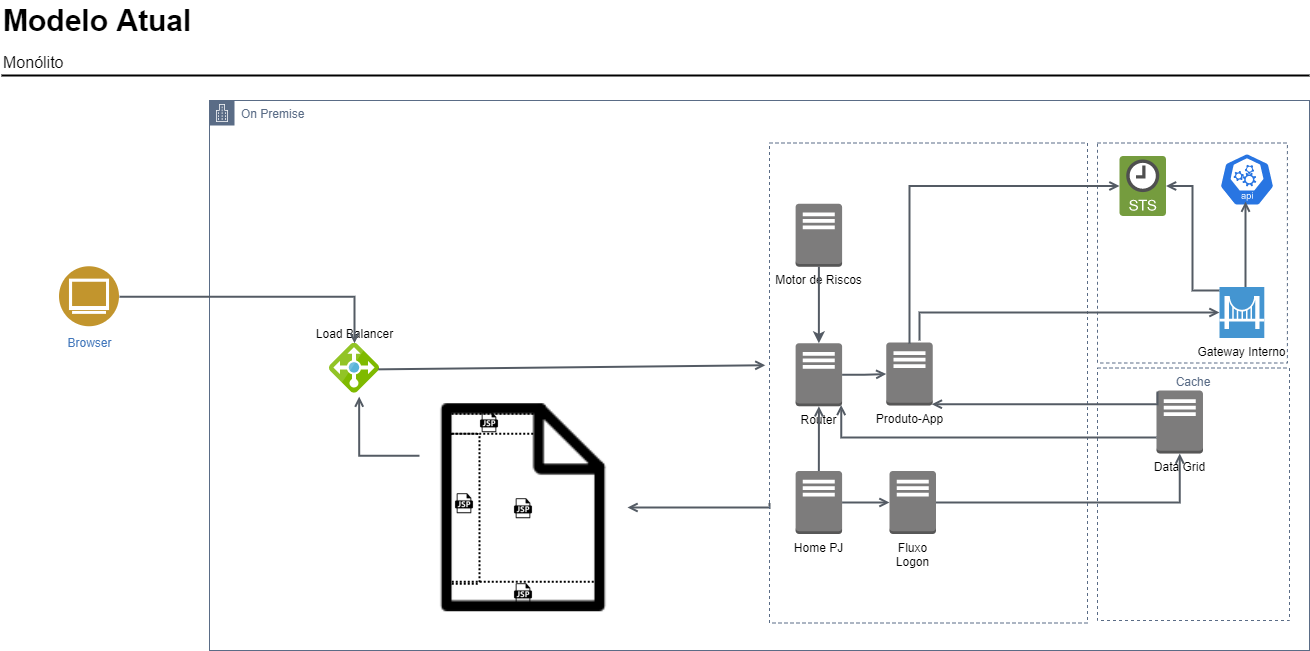 Modelo Atual
Monólito
On Premise
Browser
Load Balancer
JSP
JSP
JSP
JSP
Motor de Riscos
Router
Produto-App
Home PJ
Fluxo
Logon
STS
api
Gateway Interno
Cache
Data Grid